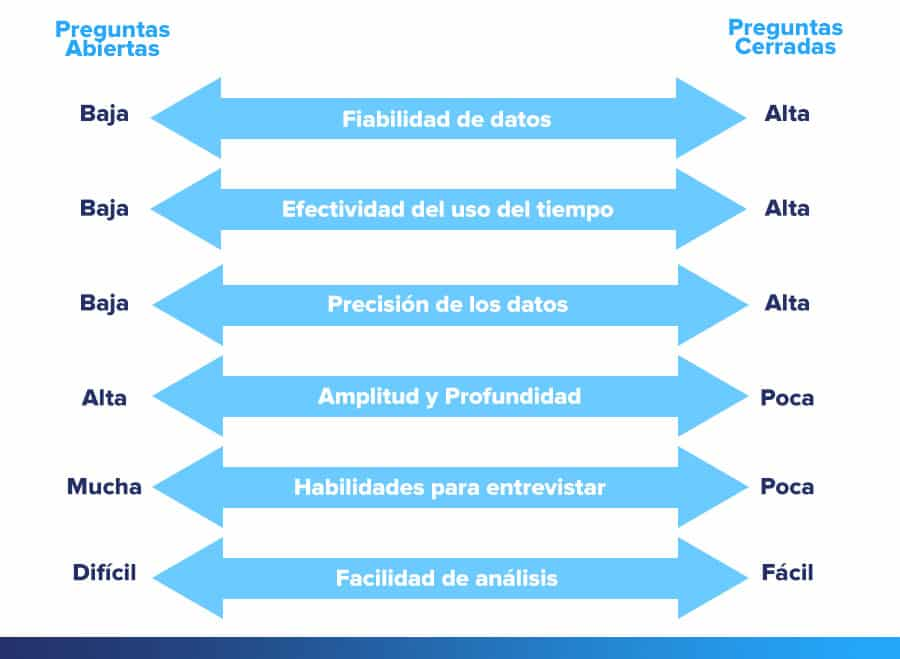 Preguntas
Abiertas
Preguntas
Cerradas
Baja
Fiabilidad de datos
Alta
Baja
Efectividad del uso del tiempo
Alta
Baja
Precisión de los datos
Alta
Alta
Amplitud y Profundidad
Poca
Mucha
Habilidades para entrevistar
Poca
Difícil
Facilidad de análisis
Fácil